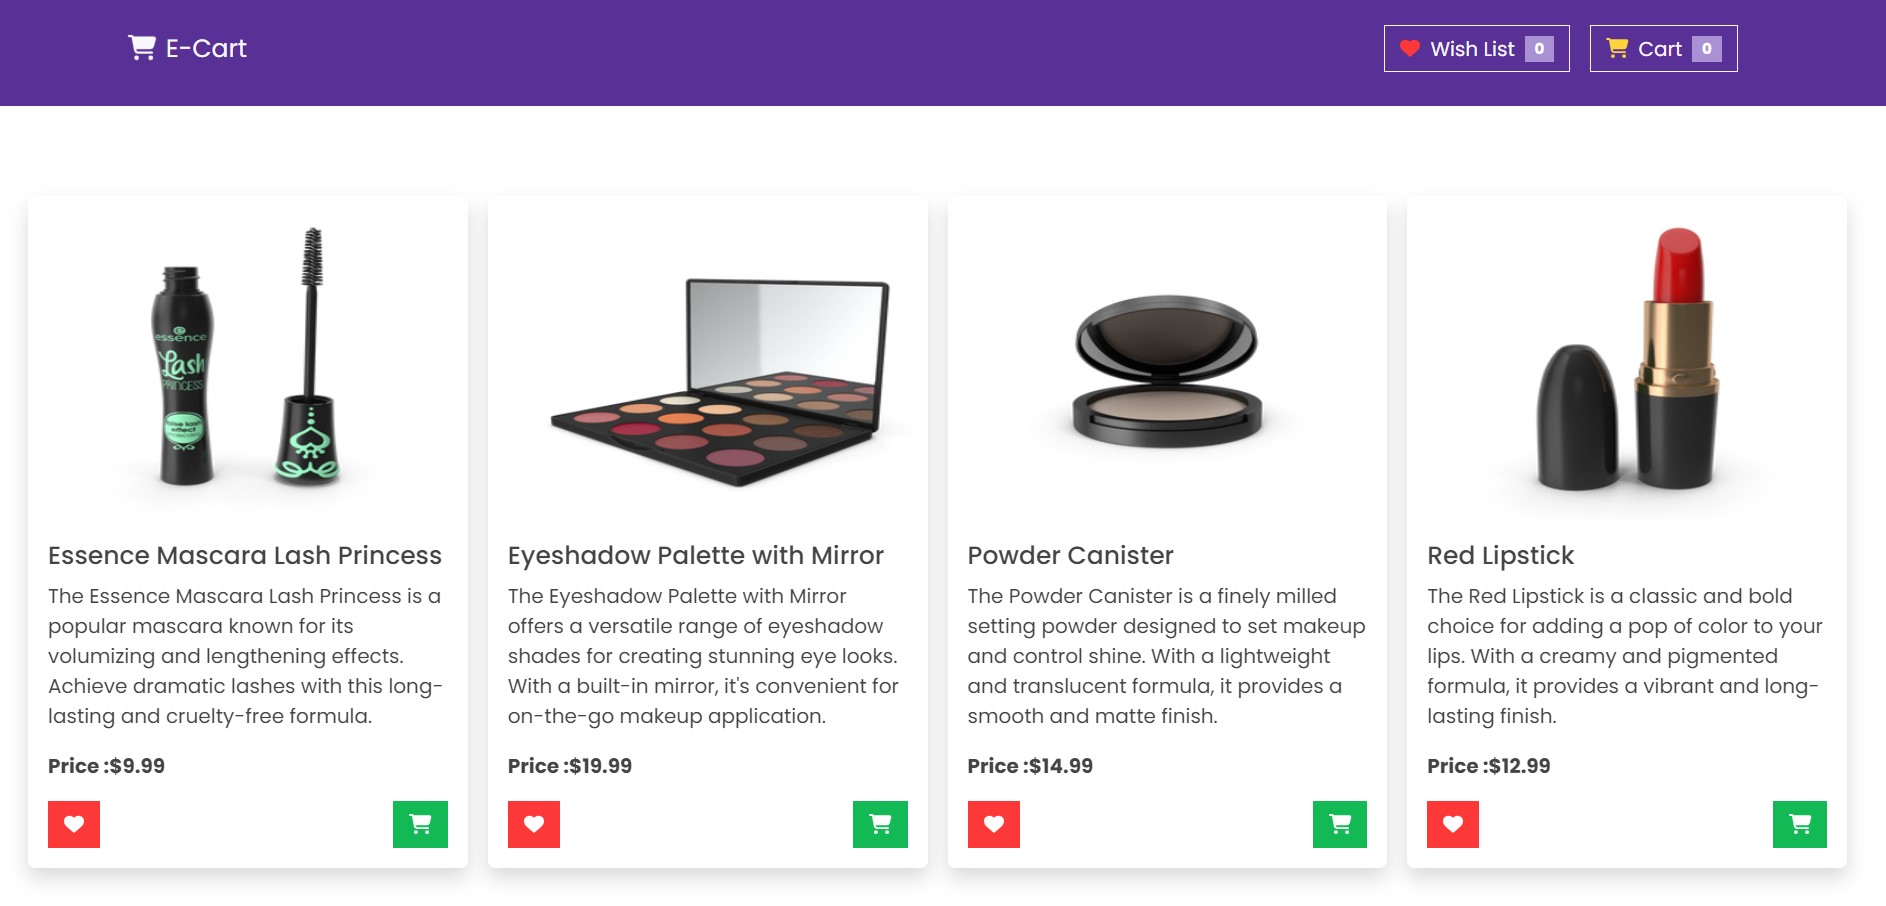 E-Cart
Wish List 0
Cart 0
essence
Lash
PRINCESS
false lash
effect
Essence Mascara Lash Princess
The Essence Mascara Lash Princess is a
popular mascara known for its
volumizing and lengthening effects.
Achieve dramatic lashes with this long-
lasting and cruelty-free formula.
Price :$9.99
Eyeshadow Palette with Mirror
The Eyeshadow Palette with Mirror
offers a versatile range of eyeshadow
shades for creating stunning eye looks.
With a built-in mirror, it's convenient for
on-the-go makeup application.
Price :$19.99
Powder Canister
The Powder Canister is a finely milled
setting powder designed to set makeup
and control shine. With a lightweight
and translucent formula, it provides a
smooth and matte finish.
Price :$14.99
Red Lipstick
The Red Lipstick is a classic and bold
choice for adding a pop of color to your
lips. With a creamy and pigmented
formula, it provides a vibrant and long-
lasting finish.
Price :$12.99